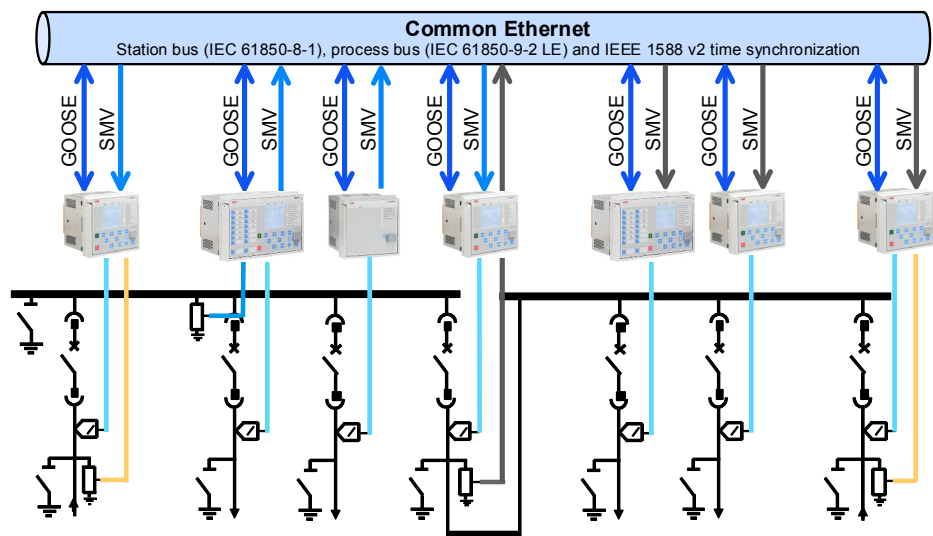 Common Ethernet
Station bus (IEC 61850-8-1), process bus (IEC 61850-9-2 LE) and IEEE 1588 v2 time synchronization
GOOSE
SMV
GOOSE
SMV
GOOSE
SMV
GOOSE
SMV
GOOSE
SMV
GOOSE
SMV
GOOSE
SMV